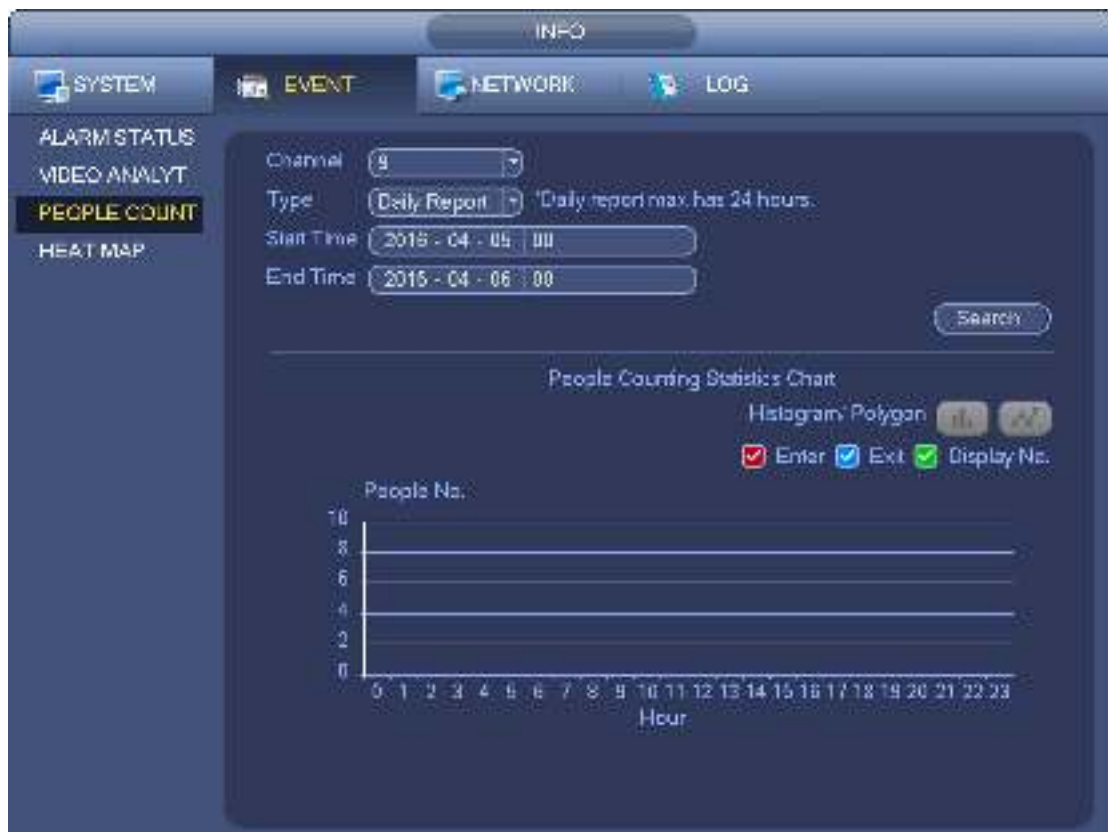 INFO
SYSTEM EVENT NETWORK LOG
ALARM STATUS
VIDEO ANALYT
PEOPLE COUNT
HEAT MAP
Channel 9
Type Daily Report *Daily report max has 24 hours.
Start Time 2016 - 04 - 05 00
End Time 2016 - 04 - 06 00
Search
People Counting Statistics Chart
Histogram/ Polygon
Enter Exit Display No.
People No.
10
8
6
4
2
0
0 1 2 3 4 5 6 7 8 9 10 11 12 13 14 15 16 17 18 19 20 21 22 23
Hour